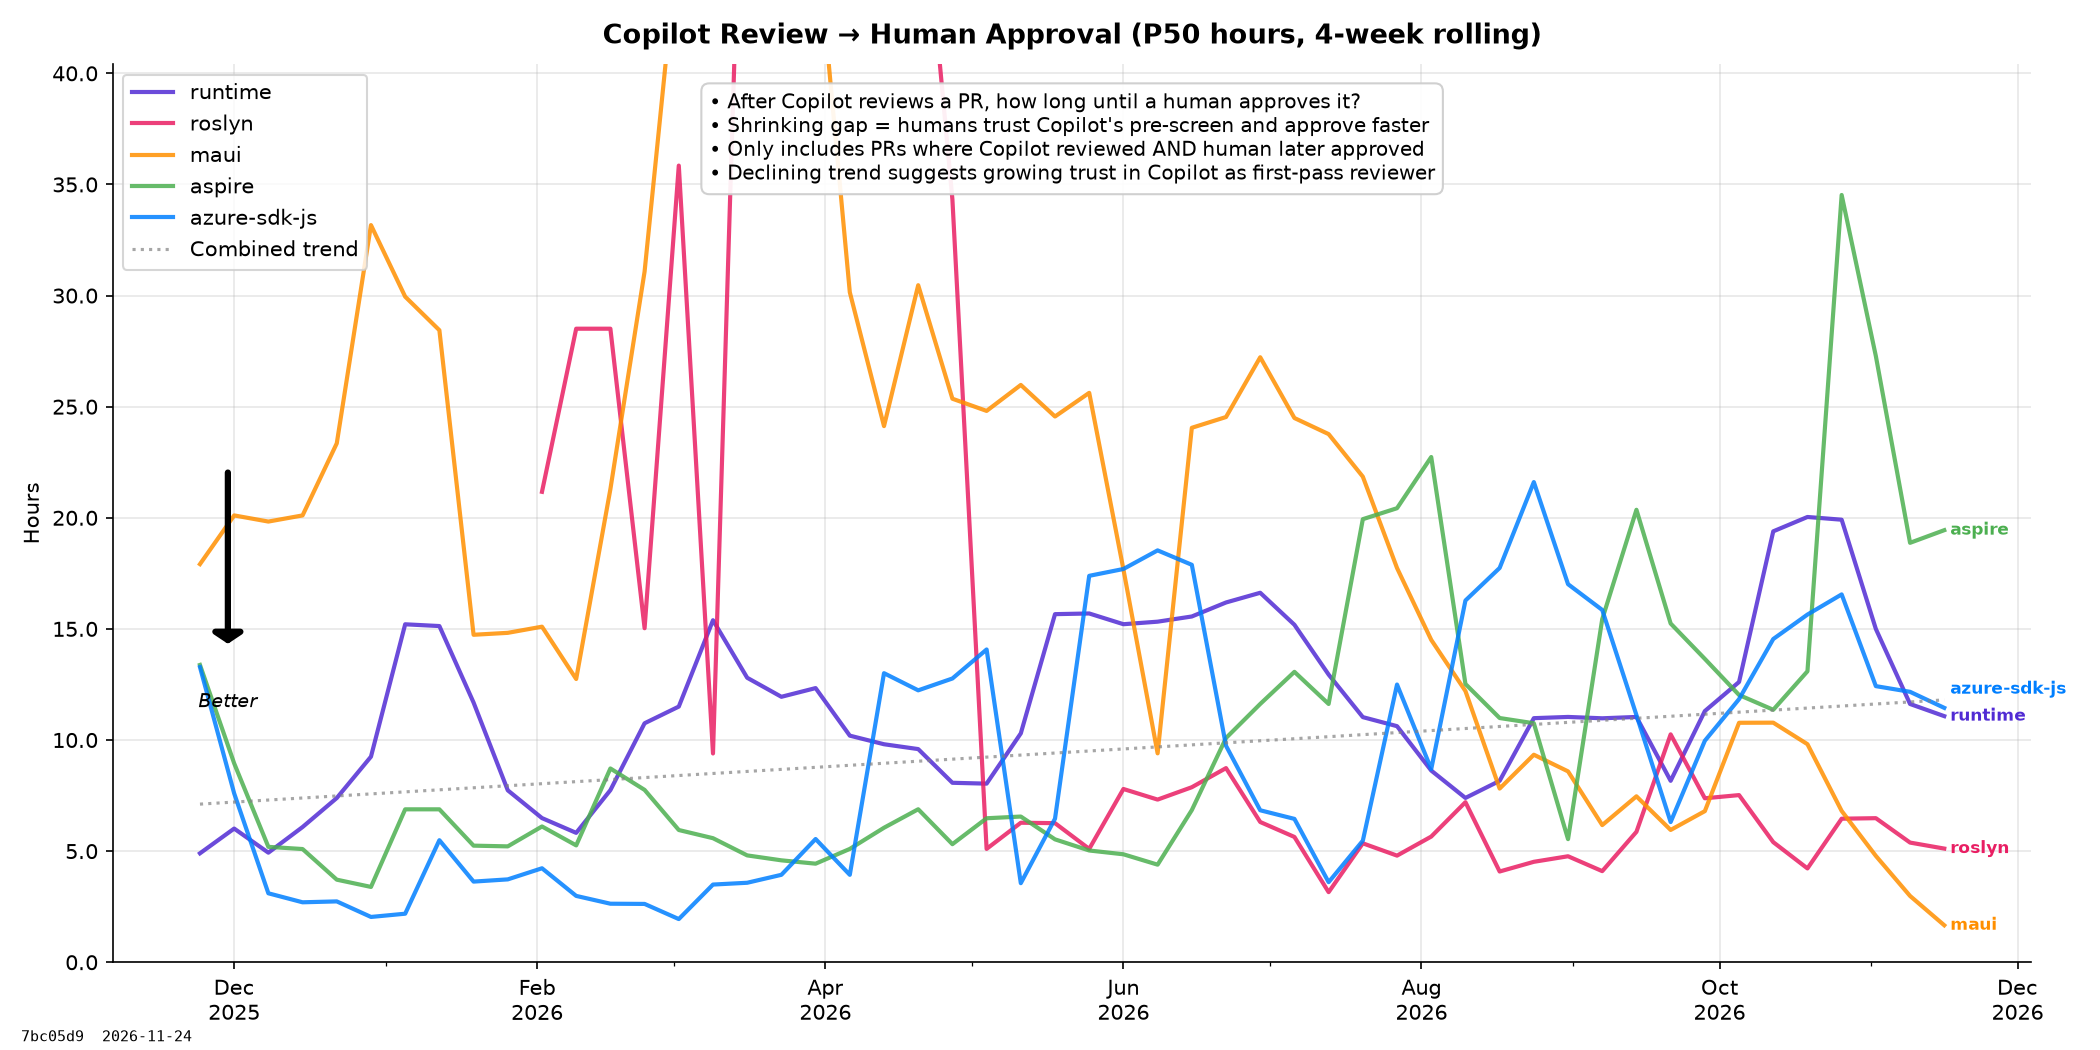 Copilot Review → Human Approval (P50 hours, 4-week rolling)
40.0
35.0
30.0
25.0
20.0
15.0
10.0
5.0
0.0
Hours
runtime
roslyn
maui
aspire
azure-sdk-js
Combined trend
• After Copilot reviews a PR, how long until a human approves it?
• Shrinking gap = humans trust Copilot's pre-screen and approve faster
• Only includes PRs where Copilot reviewed AND human later approved
• Declining trend suggests growing trust in Copilot as first-pass reviewer
Better
aspire
azure-sdk-js
runtime
roslyn
maui
Dec
2025
Feb
2026
Apr
2026
Jun
2026
Aug
2026
Oct
2026
Dec
2026
7bc05d9  2026-11-24